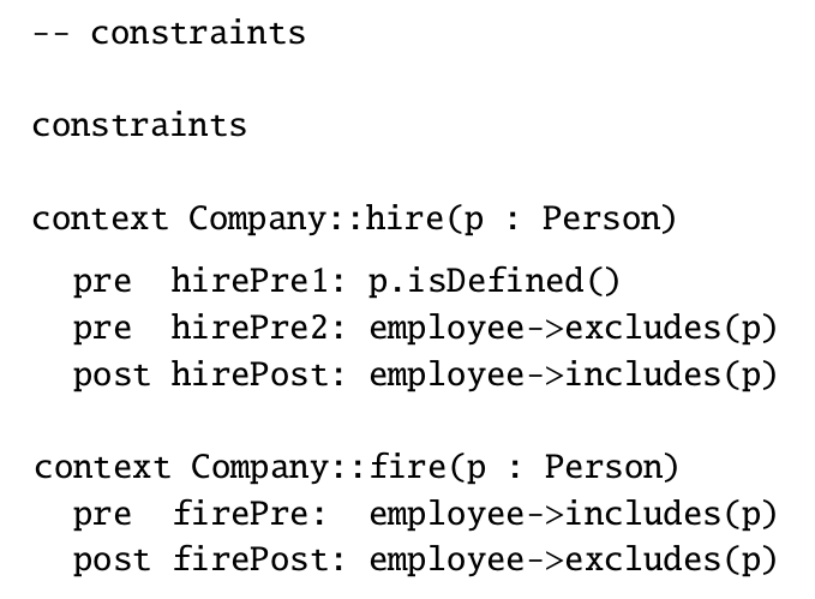 -- constraints
constraints
context Company::hire(p : Person)
pre hirePre1: p.isDefined()
pre hirePre2: employee->excludes(p)
post hirePost: employee->includes(p)
context Company::fire(p : Person)
pre firePre: employee->includes(p)
post firePost: employee->excludes(p)